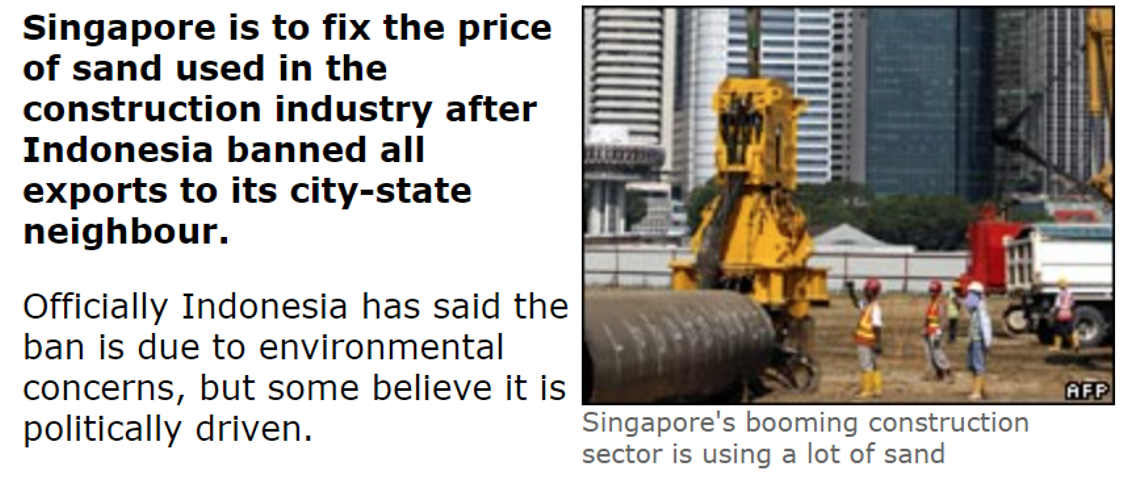 Singapore is to fix the price
of sand used in the
construction industry after
Indonesia banned all
exports to its city-state
neighbour.
Officially Indonesia has said the
ban is due to environmental
concerns, but some believe it is
politically driven.
AFP
Singapore's booming construction
sector is using a lot of sand